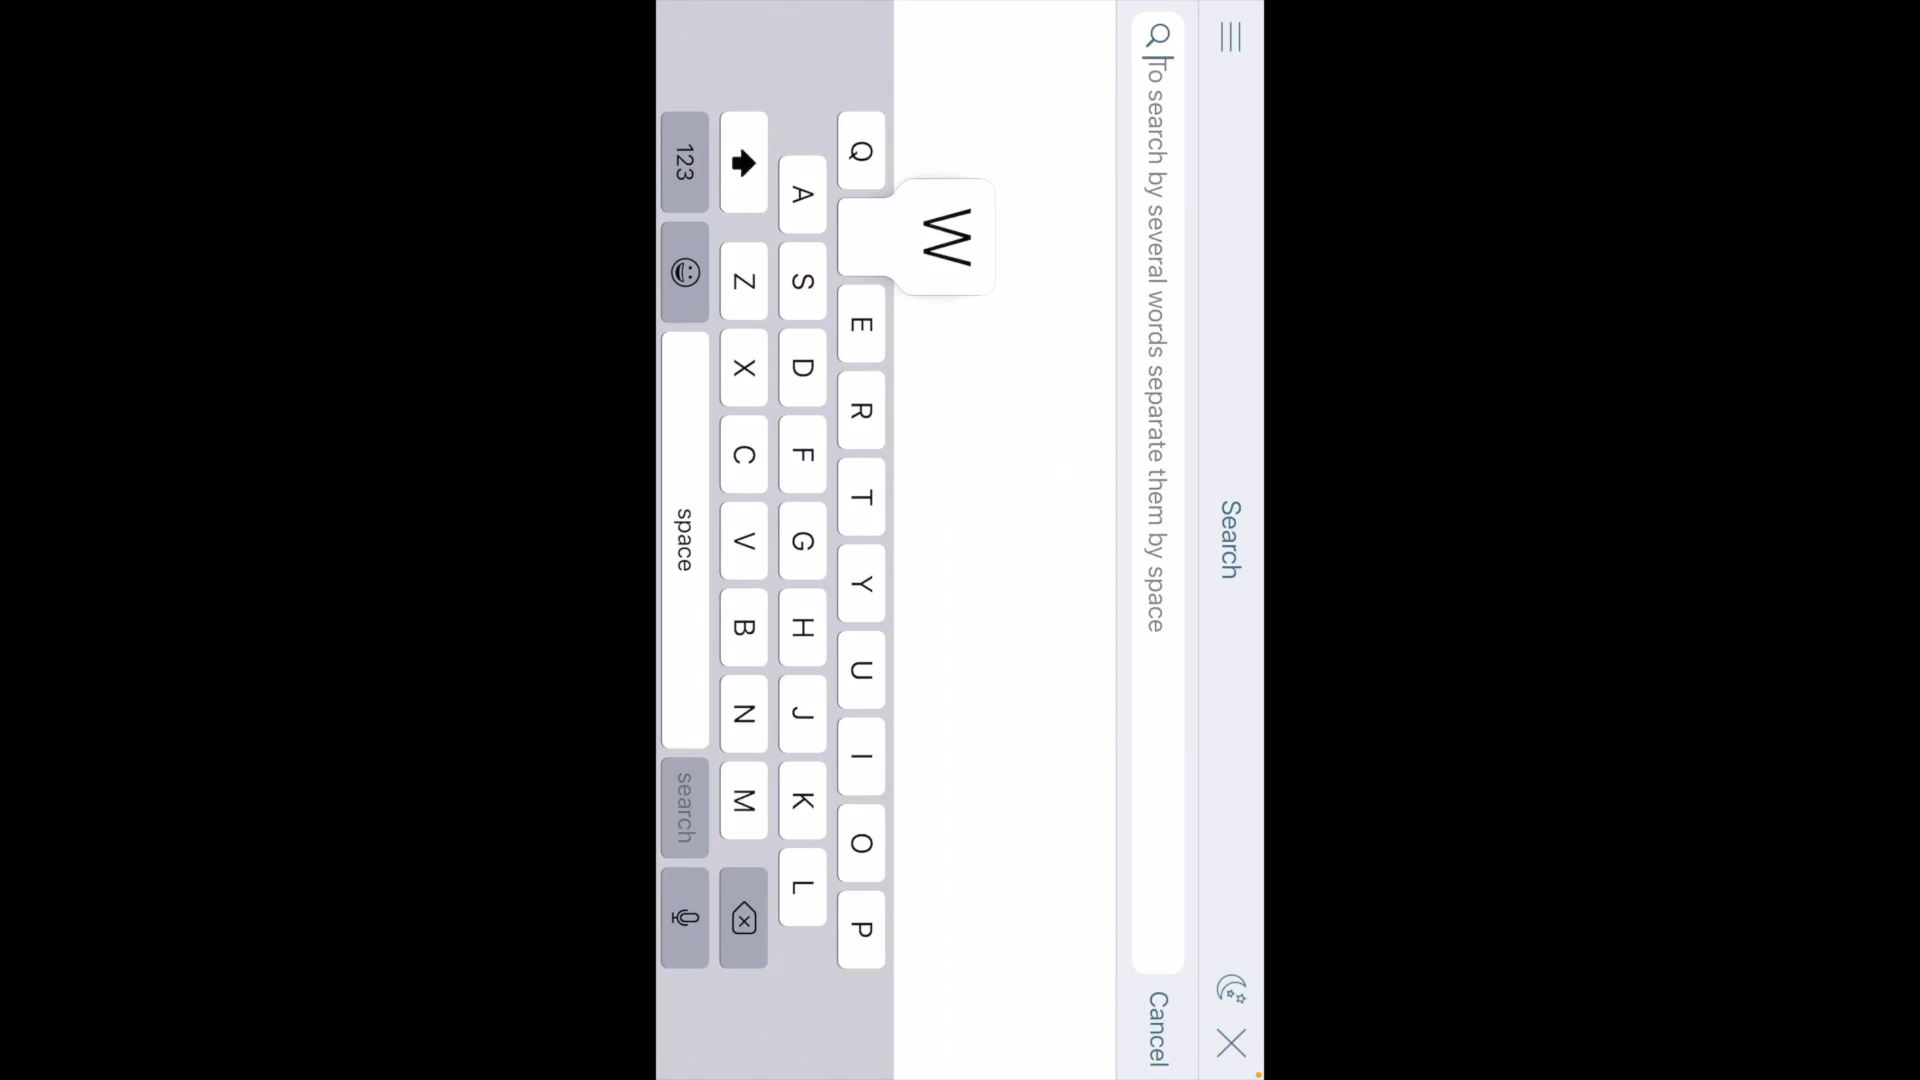 Search
To search by several words separate them by space
Cancel
W
Q E R T Y U I O P
A S D F G H J K L
Z X C V B N M
123 space search